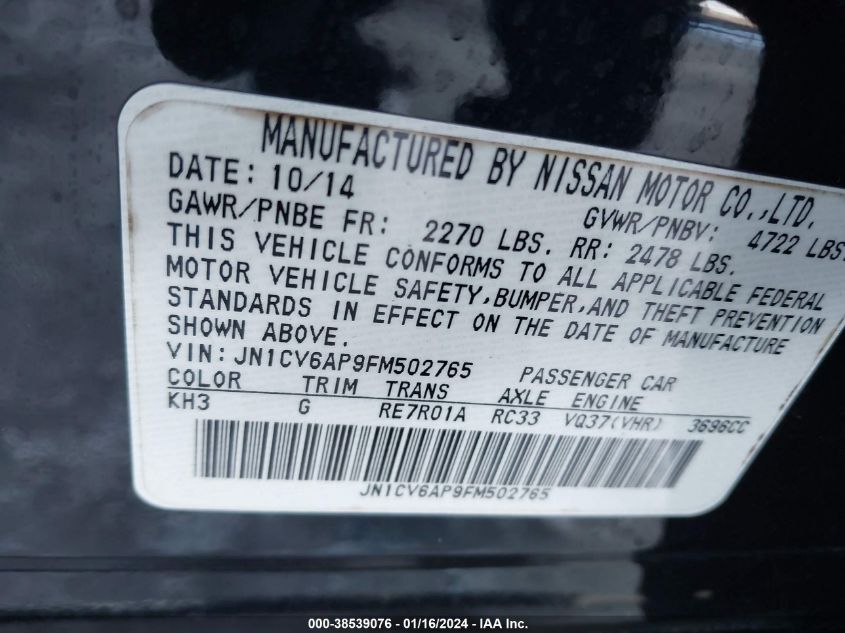 MANUFACTURED BY NISSAN MOTOR CO.,LTD.
DATE: 10/14 GVWR/PNBV: 4722 LBS.
GAWR/PNBE FR: 2270 LBS. RR: 2478 LBS.
THIS VEHICLE CONFORMS TO ALL APPLICABLE FEDERAL
MOTOR VEHICLE SAFETY,BUMPER,AND THEFT PREVENTION
STANDARDS IN EFFECT ON THE DATE OF MANUFACTURE
SHOWN ABOVE.
VIN: JN1CV6AP9FM502765 PASSENGER CAR
COLOR TRIM TRANS AXLE ENGINE
KH3 G RE7R01A RC33 VQ37(VHR) 3696CC
JN1CV6AP9FM502765
000-38539076 - 01/16/2024 - IAA Inc.